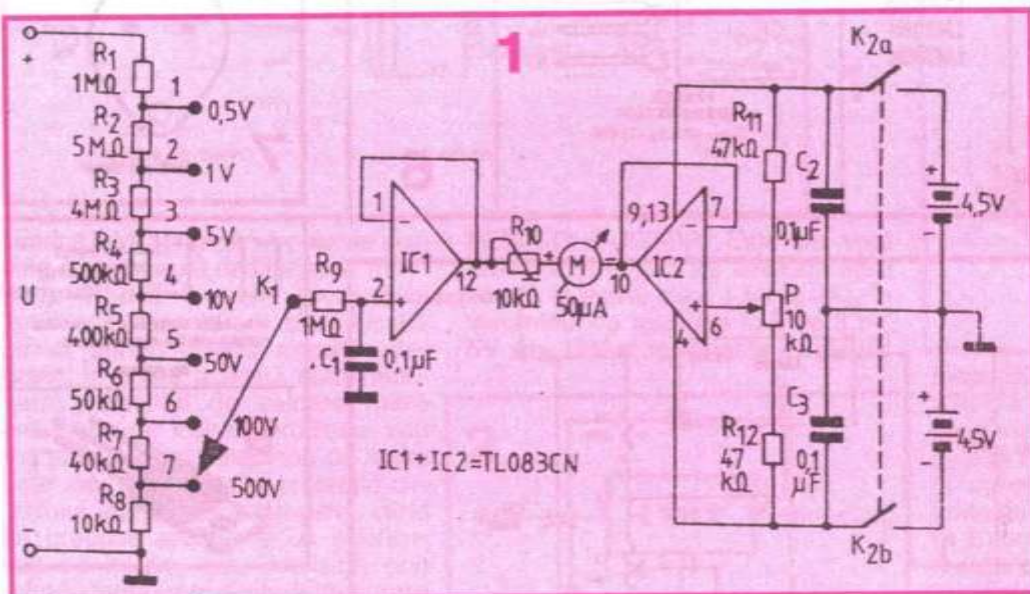 1
+
R1
1MΩ
1
0,5V
R2
5MΩ
2
1V
R3
4MΩ
3
5V
R4
500kΩ
4
10V
U
R5
400kΩ
5
50V
R6
50kΩ
6
100V
R7
40kΩ
7
500V
R8
10kΩ
−
K1
R9
1MΩ
C1
0,1µF
1
−
2
+
IC1
12
R10
10kΩ
+
M
−
50µA
10
IC2
9,13
7
−
+
6
4
IC1+IC2=TL083CN
R11
47kΩ
P
10
kΩ
R12
47
kΩ
C2
0,1µF
C3
0,1
µF
K2a
K2b
+
4,5V
−
+
4,5V
−